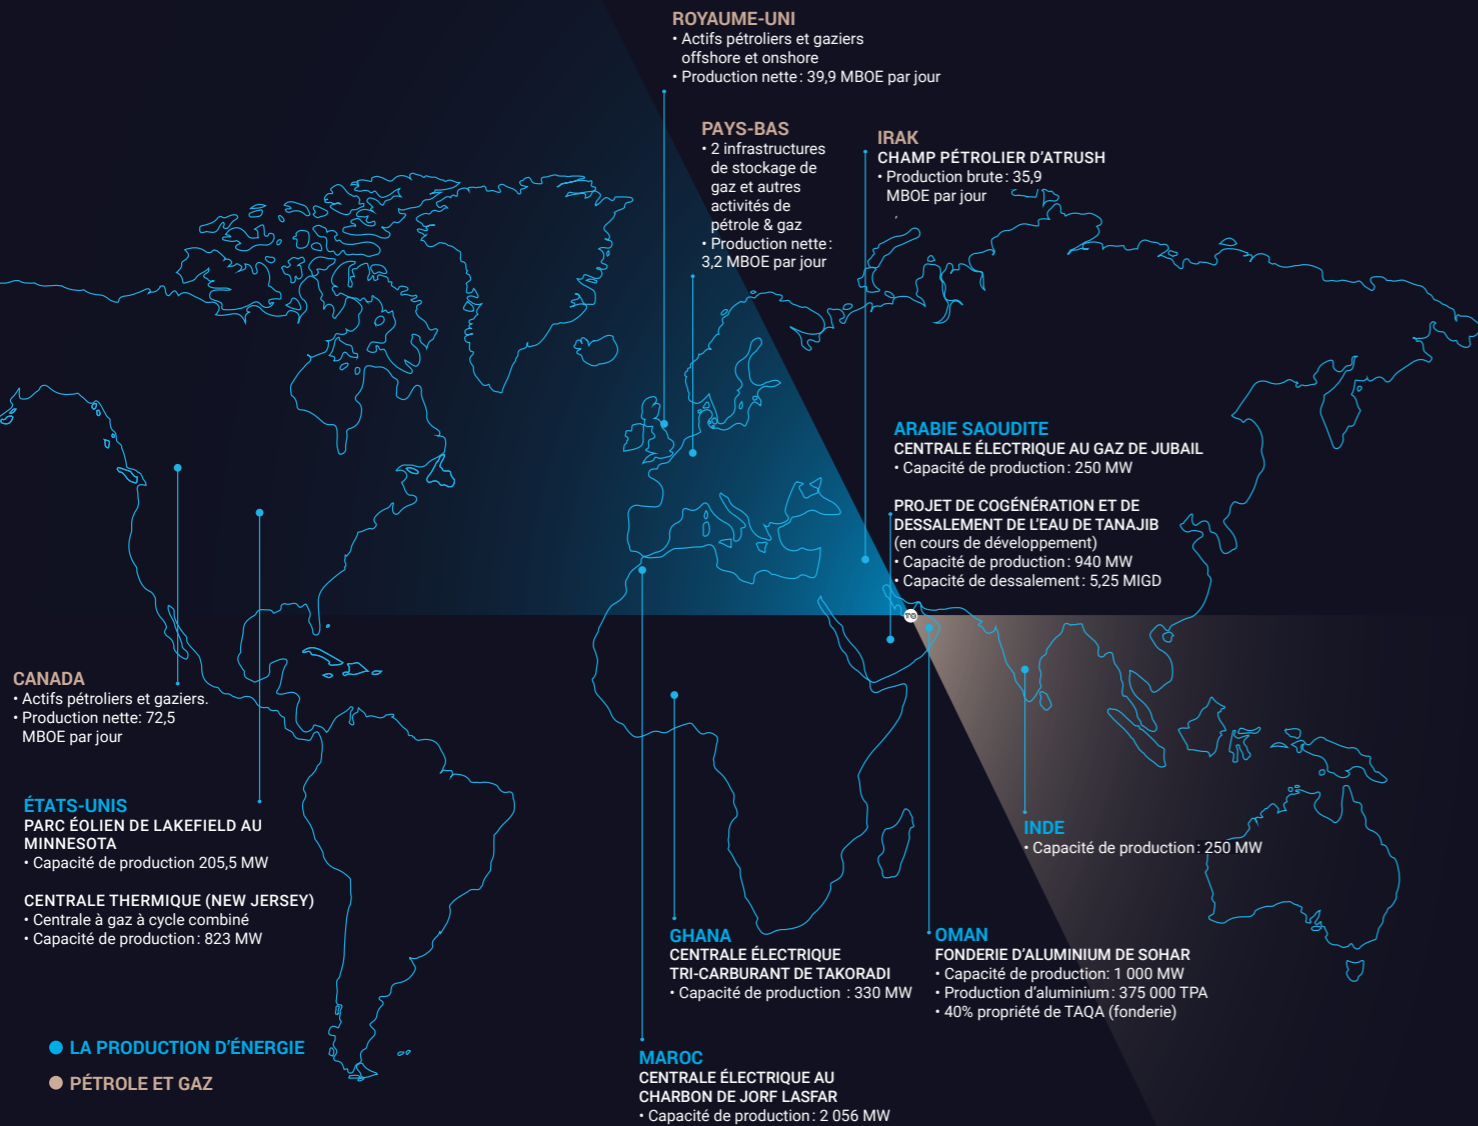 ROYAUME-UNI
• Actifs pétroliers et gaziers
offshore et onshore
• Production nette : 39,9 MBOE par jour
PAYS-BAS
• 2 infrastructures
de stockage de
gaz et autres
activités de
pétrole & gaz
• Production nette :
3,2 MBOE par jour
IRAK
CHAMP PÉTROLIER D'ATRUSH
• Production brute : 35,9
MBOE par jour
ARABIE SAOUDITE
CENTRALE ÉLECTRIQUE AU GAZ DE JUBAIL
• Capacité de production : 250 MW
PROJET DE COGÉNÉRATION ET DE
DESSALEMENT DE L'EAU DE TANAJIB
(en cours de développement)
• Capacité de production : 940 MW
• Capacité de dessalement : 5,25 MIGD
CANADA
• Actifs pétroliers et gaziers.
• Production nette: 72,5
MBOE par jour
ÉTATS-UNIS
PARC ÉOLIEN DE LAKEFIELD AU
MINNESOTA
• Capacité de production 205,5 MW
CENTRALE THERMIQUE (NEW JERSEY)
• Centrale à gaz à cycle combiné
• Capacité de production : 823 MW
INDE
• Capacité de production : 250 MW
GHANA
CENTRALE ÉLECTRIQUE
TRI-CARBURANT DE TAKORADI
• Capacité de production : 330 MW
OMAN
FONDERIE D'ALUMINIUM DE SOHAR
• Capacité de production: 1 000 MW
• Production d'aluminium : 375 000 TPA
• 40% propriété de TAQA (fonderie)
MAROC
CENTRALE ÉLECTRIQUE AU
CHARBON DE JORF LASFAR
• Capacité de production : 2 056 MW
LA PRODUCTION D'ÉNERGIE
PÉTROLE ET GAZ